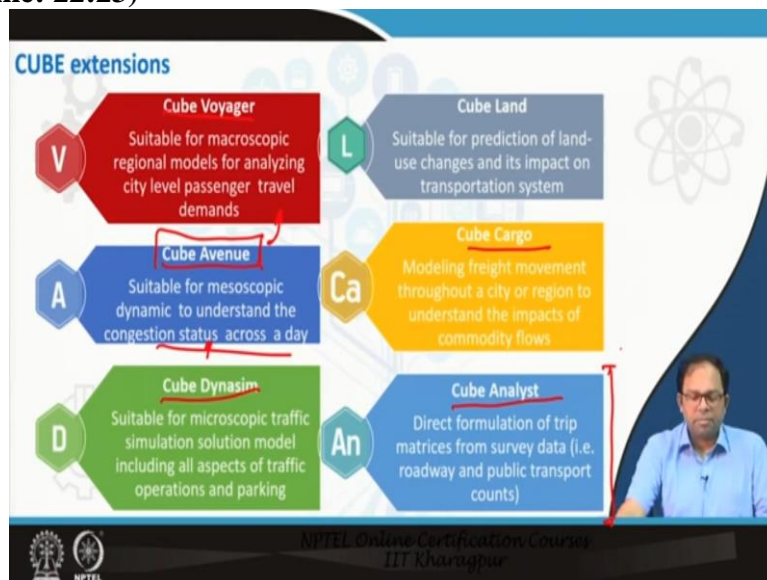 CUBE extensions
V
Cube Voyager
Suitable for macroscopic
regional models for analyzing
city level passenger travel
demands
A
Cube Avenue
Suitable for mesoscopic
dynamic to understand the
congestion status across a day
D
Cube Dynasim
Suitable for microscopic traffic
simulation solution model
including all aspects of traffic
operations and parking
L
Cube Land
Suitable for prediction of land-
use changes and its impact on
transportation system
Ca
Cube Cargo
Modeling freight movement
throughout a city or region to
understand the impacts of
commodity flows
An
Cube Analyst
Direct formulation of trip
matrices from survey data (i.e.
roadway and public transport
counts)
NPTEL
NPTEL Online Certification Courses
IIT Kharagpur